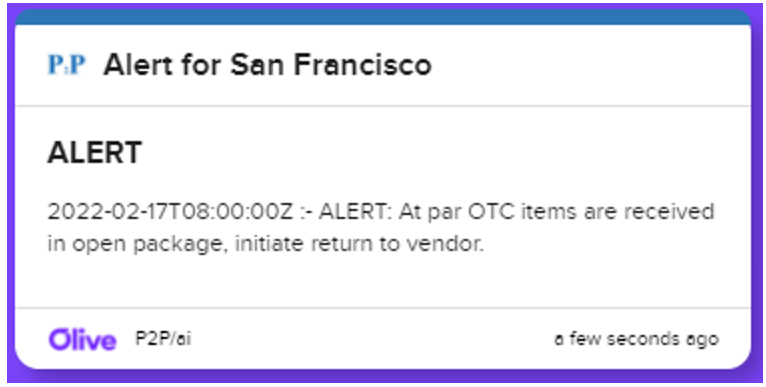 P2P Alert for San Francisco
ALERT
2022-02-17T08:00:00Z :- ALERT: At par OTC items are received
in open package, initiate return to vendor.
Olive P2P/ai a few seconds ago